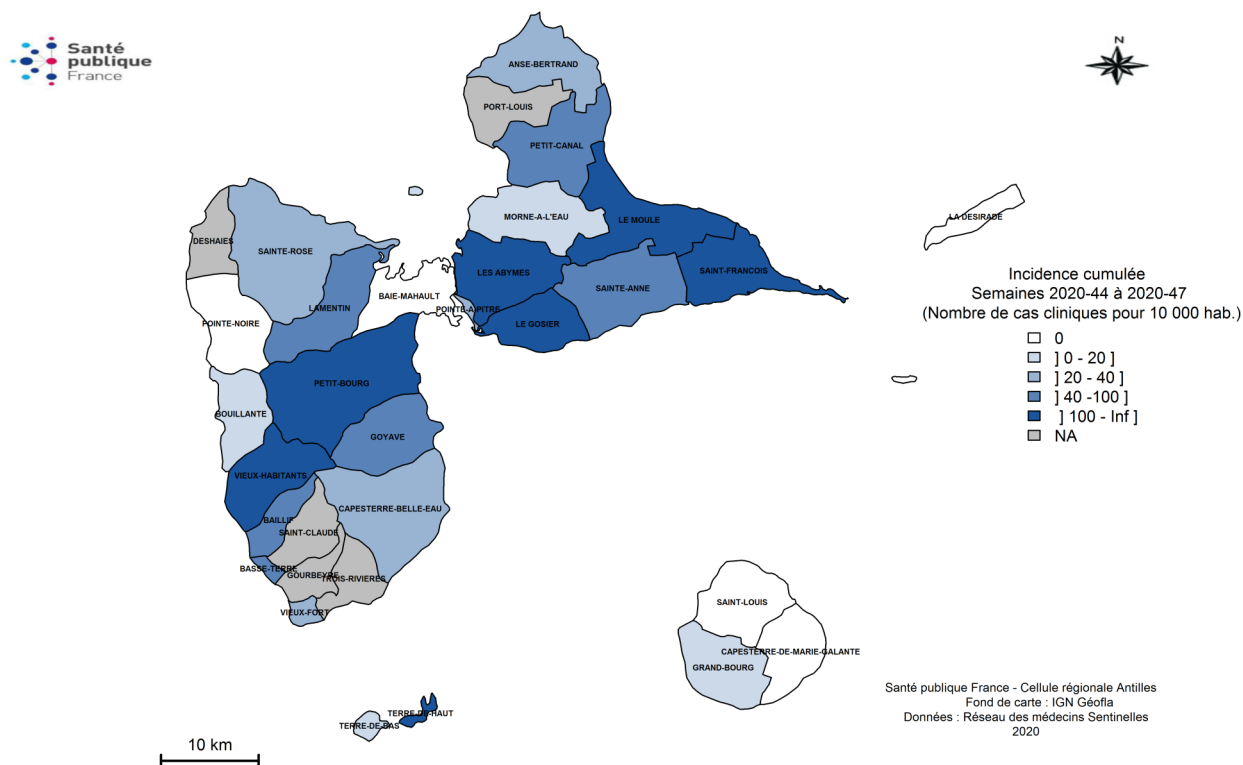 Santé
publique
France
N
ANSE-BERTRAND
PORT-LOUIS
PETIT-CANAL
MORNE-A-L'EAU
LE MOULE
LA DESIRADE
DESHAIES
SAINTE-ROSE
LES ABYMES
SAINT-FRANCOIS
SAINTE-ANNE
BAIE-MAHAULT
LAMENTIN
POINTE-A-PITRE
POINTE-NOIRE
LE GOSIER
Incidence cumulée
Semaines 2020-44 à 2020-47
(Nombre de cas cliniques pour 10 000 hab.)
0
] 0 - 20 ]
] 20 - 40 ]
] 40 -100 ]
] 100 - Inf ]
NA
PETIT-BOURG
BOUILLANTE
GOYAVE
VIEUX-HABITANTS
CAPESTERRE-BELLE-EAU
BAILLIF
SAINT-CLAUDE
BASSE-TERRE
GOURBEYRE
TROIS-RIVIERES
VIEUX-FORT
SAINT-LOUIS
CAPESTERRE-DE-MARIE-GALANTE
GRAND-BOURG
TERRE-DE-HAUT
TERRE-DE-BAS
Santé publique France - Cellule régionale Antilles
Fond de carte : IGN Géofla
Données : Réseau des médecins Sentinelles
2020
10 km